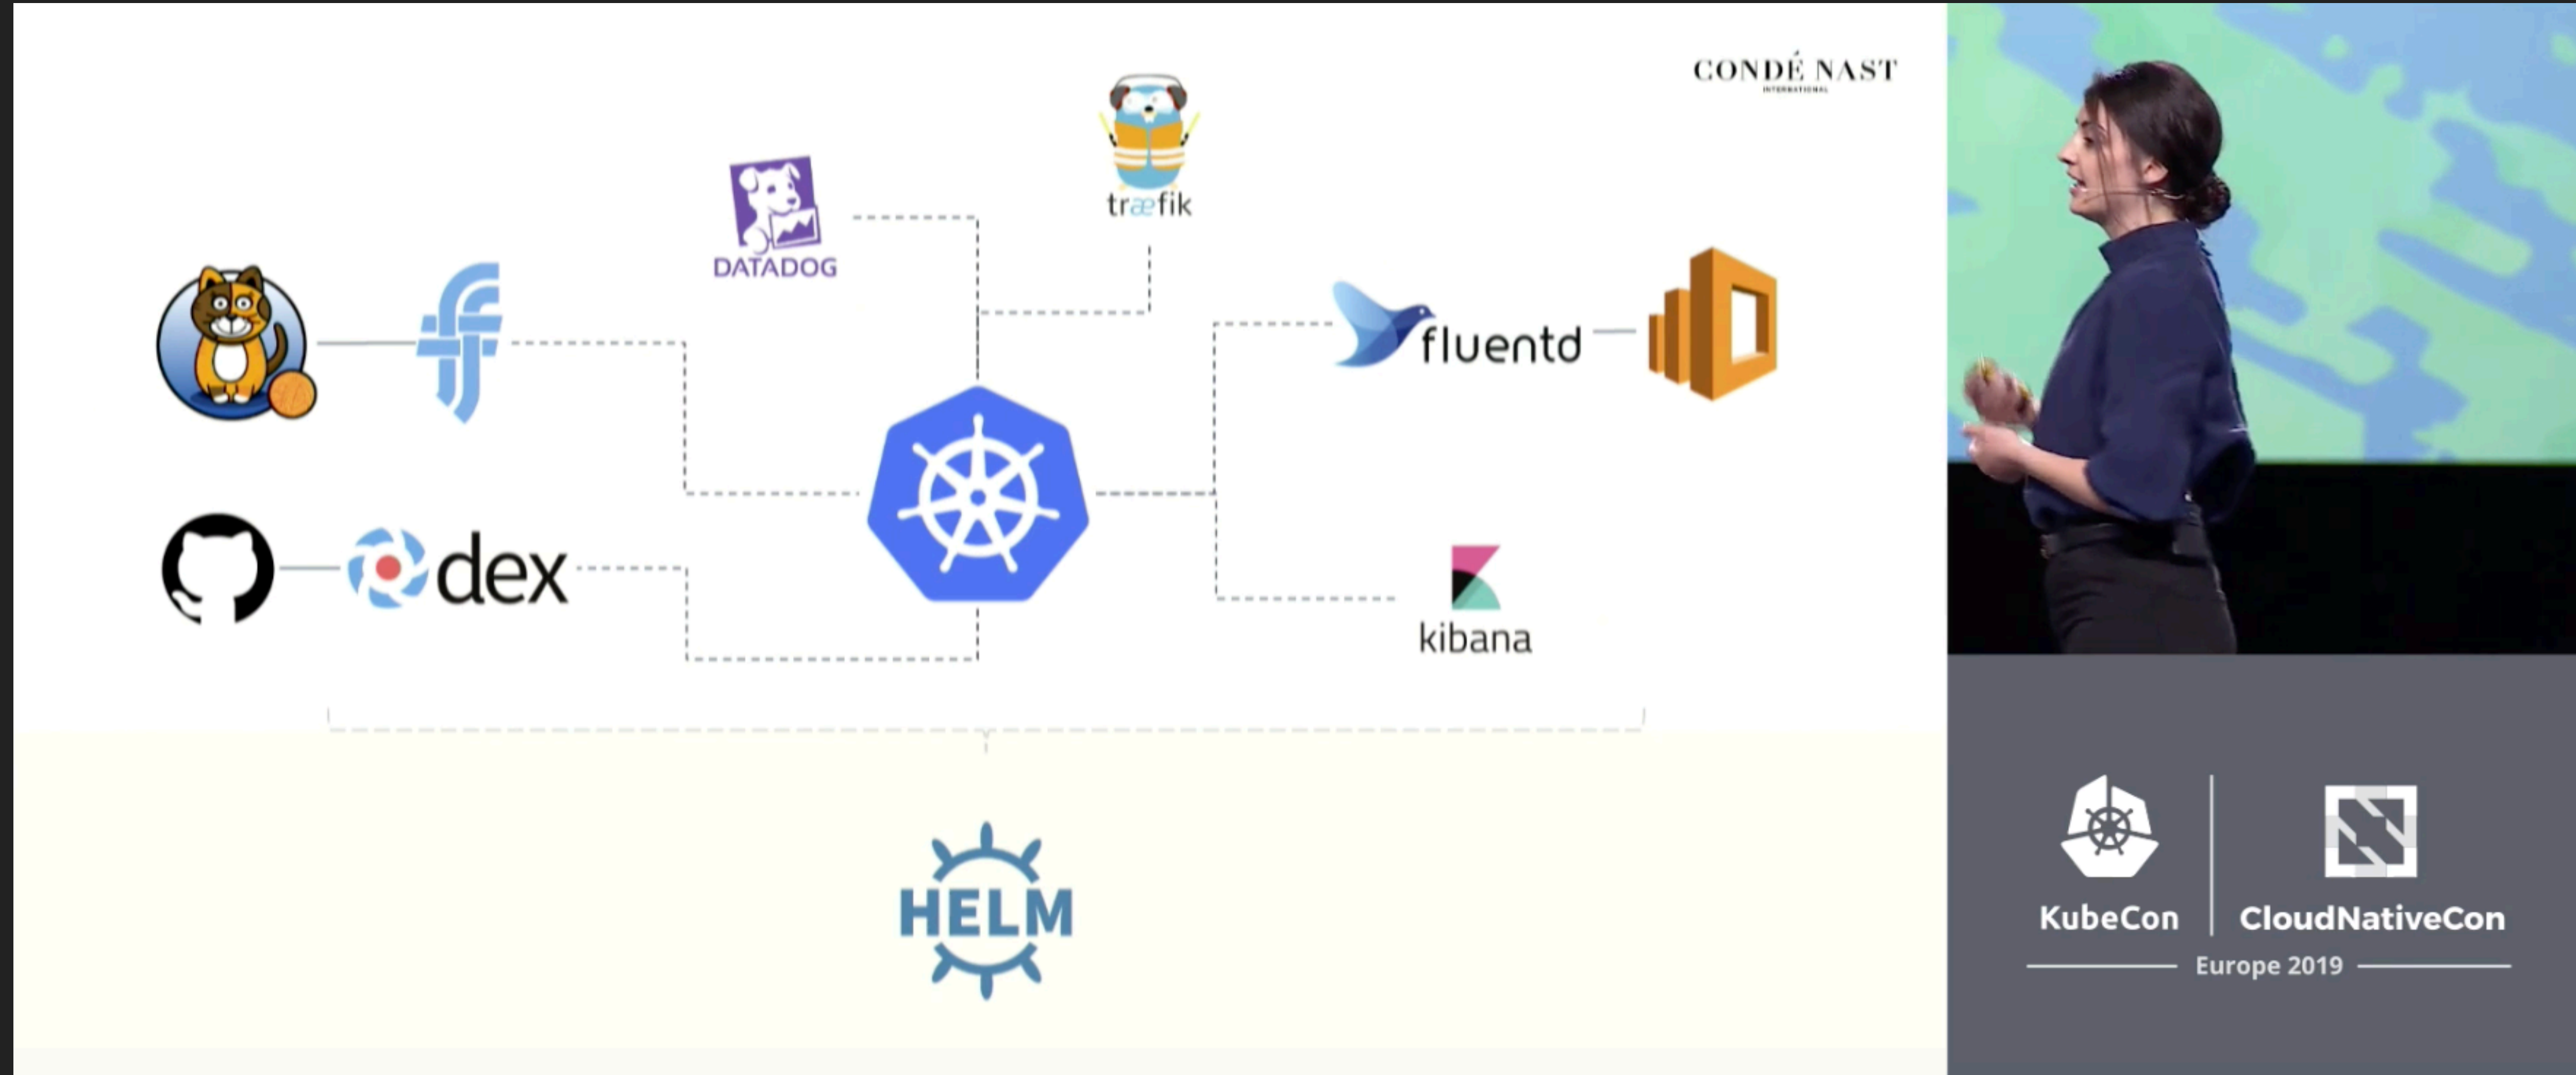 CONDÉ NAST
INTERNATIONAL
træfik
DATADOG
fluentd
dex
kibana
HELM
KubeCon
CloudNativeCon
Europe 2019